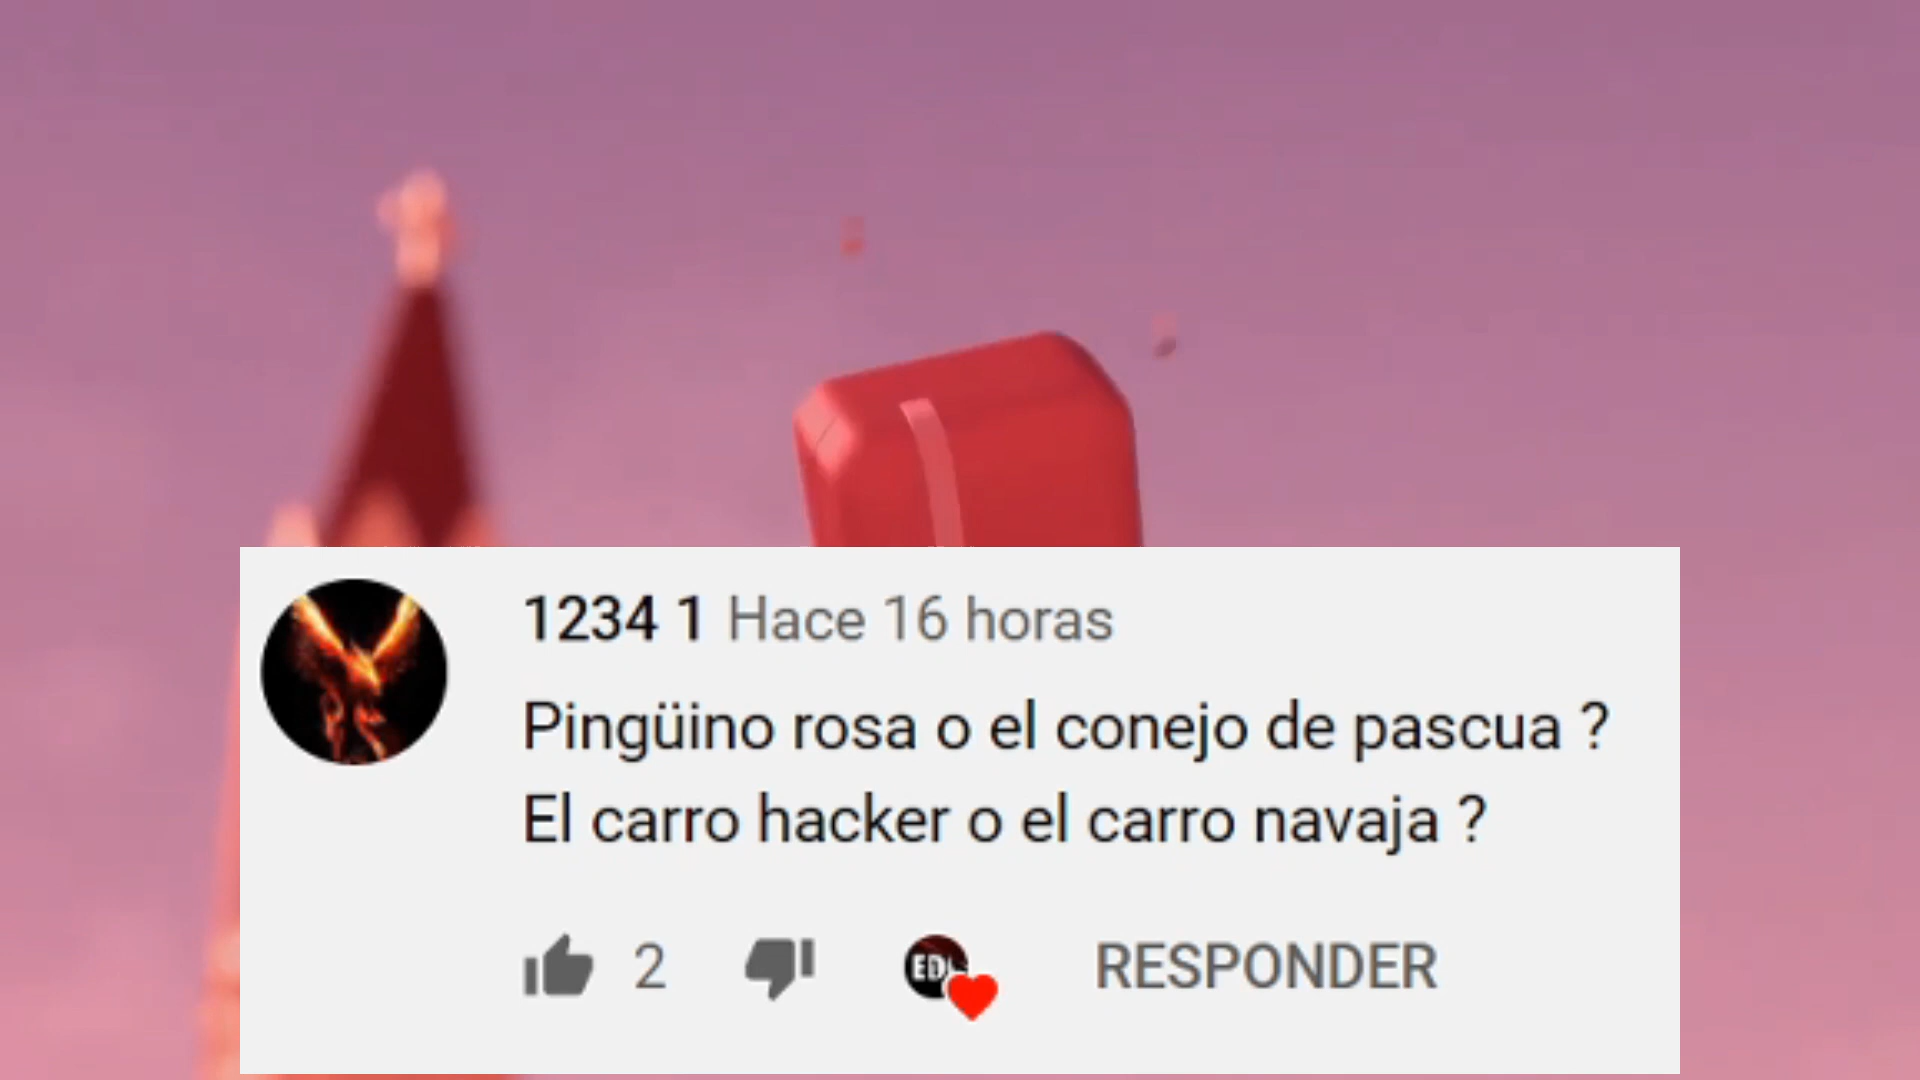 1234 1 Hace 16 horas
Pingüino rosa o el conejo de pascua ?
El carro hacker o el carro navaja ?
2 RESPONDER